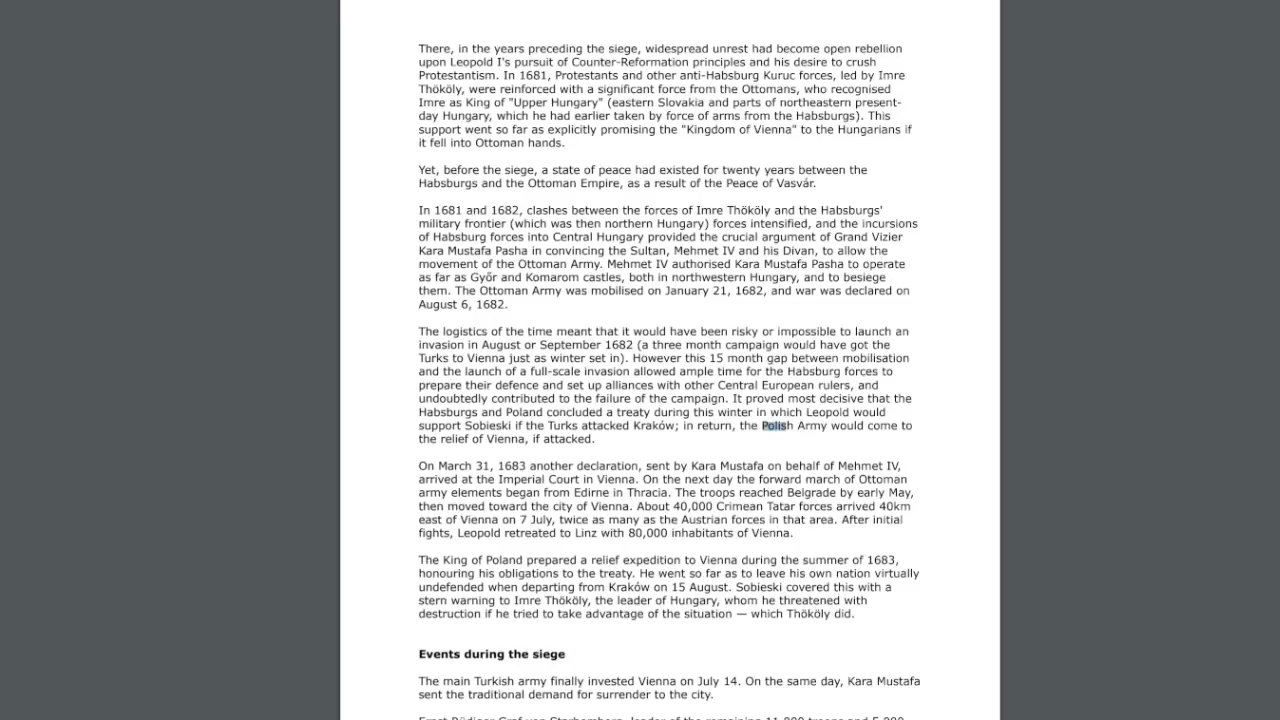 There, in the years preceding the siege, widespread unrest had become open rebellion
upon Leopold I's pursuit of Counter-Reformation principles and his desire to crush
Protestantism. In 1681, Protestants and other anti-Habsburg Kuruc forces, led by Imre
Thököly, were reinforced with a significant force from the Ottomans, who recognised
Imre as King of "Upper Hungary" (eastern Slovakia and parts of northeastern present-
day Hungary, which he had earlier taken by force of arms from the Habsburgs). This
support went so far as explicitly promising the "Kingdom of Vienna" to the Hungarians if
it fell into Ottoman hands.
Yet, before the siege, a state of peace had existed for twenty years between the
Habsburgs and the Ottoman Empire, as a result of the Peace of Vasvár.
In 1681 and 1682, clashes between the forces of Imre Thököly and the Habsburgs'
military frontier (which was then northern Hungary) forces intensified, and the incursions
of Habsburg forces into Central Hungary provided the crucial argument of Grand Vizier
Kara Mustafa Pasha in convincing the Sultan, Mehmet IV and his Divan, to allow the
movement of the Ottoman Army. Mehmet IV authorised Kara Mustafa Pasha to operate
as far as Győr and Komarom castles, both in northwestern Hungary, and to besiege
them. The Ottoman Army was mobilised on January 21, 1682, and war was declared on
August 6, 1682.
The logistics of the time meant that it would have been risky or impossible to launch an
invasion in August or September 1682 (a three month campaign would have got the
Turks to Vienna just as winter set in). However this 15 month gap between mobilisation
and the launch of a full-scale invasion allowed ample time for the Habsburg forces to
prepare their defence and set up alliances with other Central European rulers, and
undoubtedly contributed to the failure of the campaign. It proved most decisive that the
Habsburgs and Poland concluded a treaty during this winter in which Leopold would
support Sobieski if the Turks attacked Kraków; in return, the Polish Army would come to
the relief of Vienna, if attacked.
On March 31, 1683 another declaration, sent by Kara Mustafa on behalf of Mehmet IV,
arrived at the Imperial Court in Vienna. On the next day the forward march of Ottoman
army elements began from Edirne in Thracia. The troops reached Belgrade by early May,
then moved toward the city of Vienna. About 40,000 Crimean Tatar forces arrived 40km
east of Vienna on 7 July, twice as many as the Austrian forces in that area. After initial
fights, Leopold retreated to Linz with 80,000 inhabitants of Vienna.
The King of Poland prepared a relief expedition to Vienna during the summer of 1683,
honouring his obligations to the treaty. He went so far as to leave his own nation virtually
undefended when departing from Kraków on 15 August. Sobieski covered this with a
stern warning to Imre Thököly, the leader of Hungary, whom he threatened with
destruction if he tried to take advantage of the situation — which Thököly did.
Events during the siege
The main Turkish army finally invested Vienna on July 14. On the same day, Kara Mustafa
sent the traditional demand for surrender to the city.
Ernst Rüdiger Graf von Starhemberg, leader of the remaining 11,000 troops and 5,000